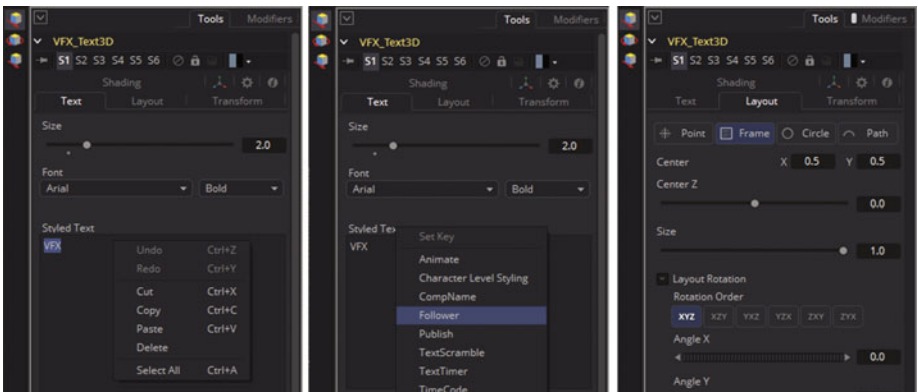 Tools Modifiers
VFX_Text3D
S1 S2 S3 S4 S5 S6
Shading
Text Layout Transform
Size
2.0
Font
Arial Bold
Styled Text
VFX
Undo Ctrl+Z
Redo Ctrl+Y
Cut Ctrl+X
Copy Ctrl+C
Paste Ctrl+V
Delete
Select All Ctrl+A
Tools Modifiers
VFX_Text3D
S1 S2 S3 S4 S5 S6
Shading
Text Layout Transform
Size
2.0
Font
Arial Bold
Styled Tex
VFX
Set Key
Animate
Character Level Styling
CompName
Follower
Publish
TextScramble
TextTimer
TimeCode
Tools Modifiers
VFX_Text3D
S1 S2 S3 S4 S5 S6
Shading
Text Layout Transform
Point Frame Circle Path
Center X 0.5 Y 0.5
Center Z
0.0
Size
1.0
Layout Rotation
Rotation Order
XYZ XZY YXZ YZX ZXY ZYX
Angle X
0.0
Angle Y